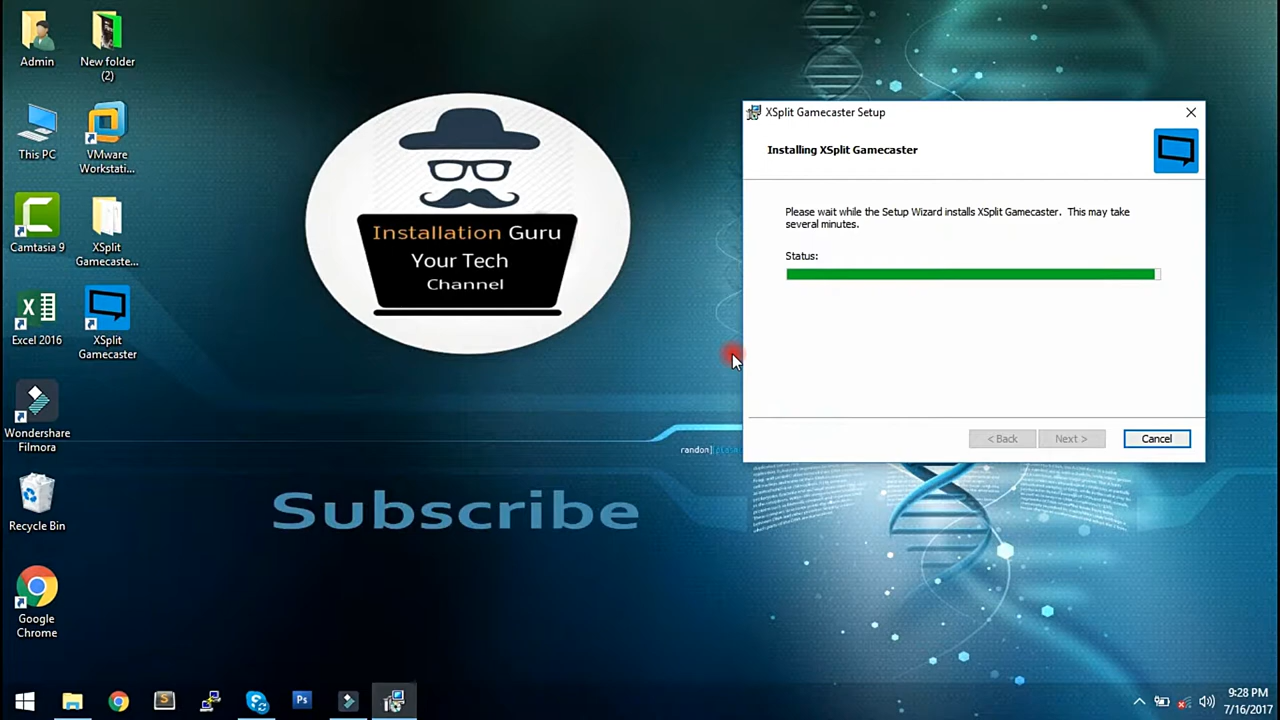 Admin
New folder
(2)
This PC
VMware
Workstati...
Camtasia 9
XSplit
Gamecaste...
Excel 2016
XSplit
Gamecaster
Wondershare
Filmora
Recycle Bin
Google
Chrome
Installation Guru
Your Tech
Channel
Subscribe
XSplit Gamecaster Setup
Installing XSplit Gamecaster
Please wait while the Setup Wizard installs XSplit Gamecaster. This may take
several minutes.
Status:
< Back
Next >
Cancel
Ps
9:28 PM
7/16/2017